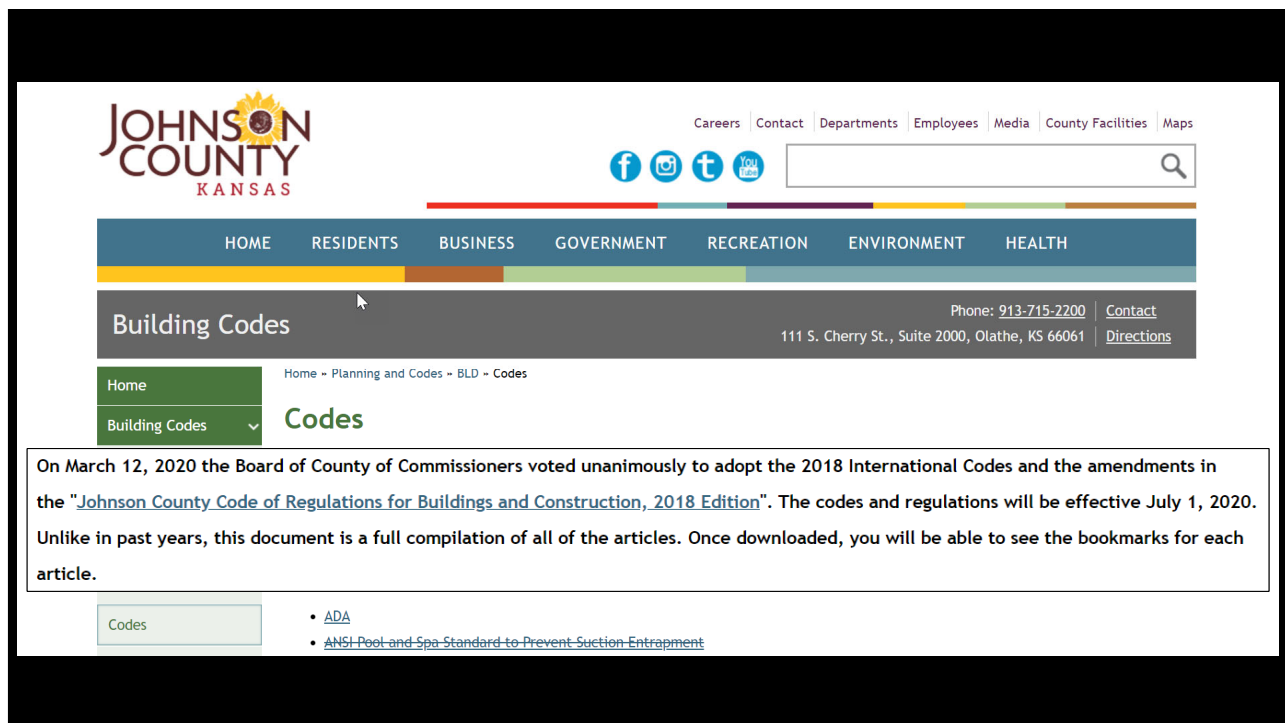 JOHNSON
COUNTY
KANSAS
Careers Contact Departments Employees Media County Facilities Maps
f t You Tube
HOME RESIDENTS BUSINESS GOVERNMENT RECREATION ENVIRONMENT HEALTH
Building Codes
Phone: 913-715-2200 Contact
111 S. Cherry St., Suite 2000, Olathe, KS 66061 Directions
Home
Building Codes
Home » Planning and Codes » BLD » Codes
Codes
On March 12, 2020 the Board of County of Commissioners voted unanimously to adopt the 2018 International Codes and the amendments in
the "Johnson County Code of Regulations for Buildings and Construction, 2018 Edition". The codes and regulations will be effective July 1, 2020.
Unlike in past years, this document is a full compilation of all of the articles. Once downloaded, you will be able to see the bookmarks for each
article.
Codes
• ADA
• ANSI Pool and Spa Standard to Prevent Suction Entrapment